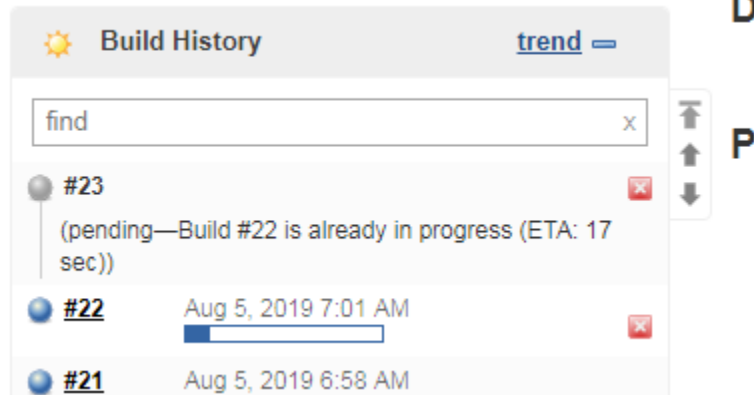 Build History trend
find x
#23
(pending—Build #22 is already in progress (ETA: 17
sec))
#22 Aug 5, 2019 7:01 AM
#21 Aug 5, 2019 6:58 AM